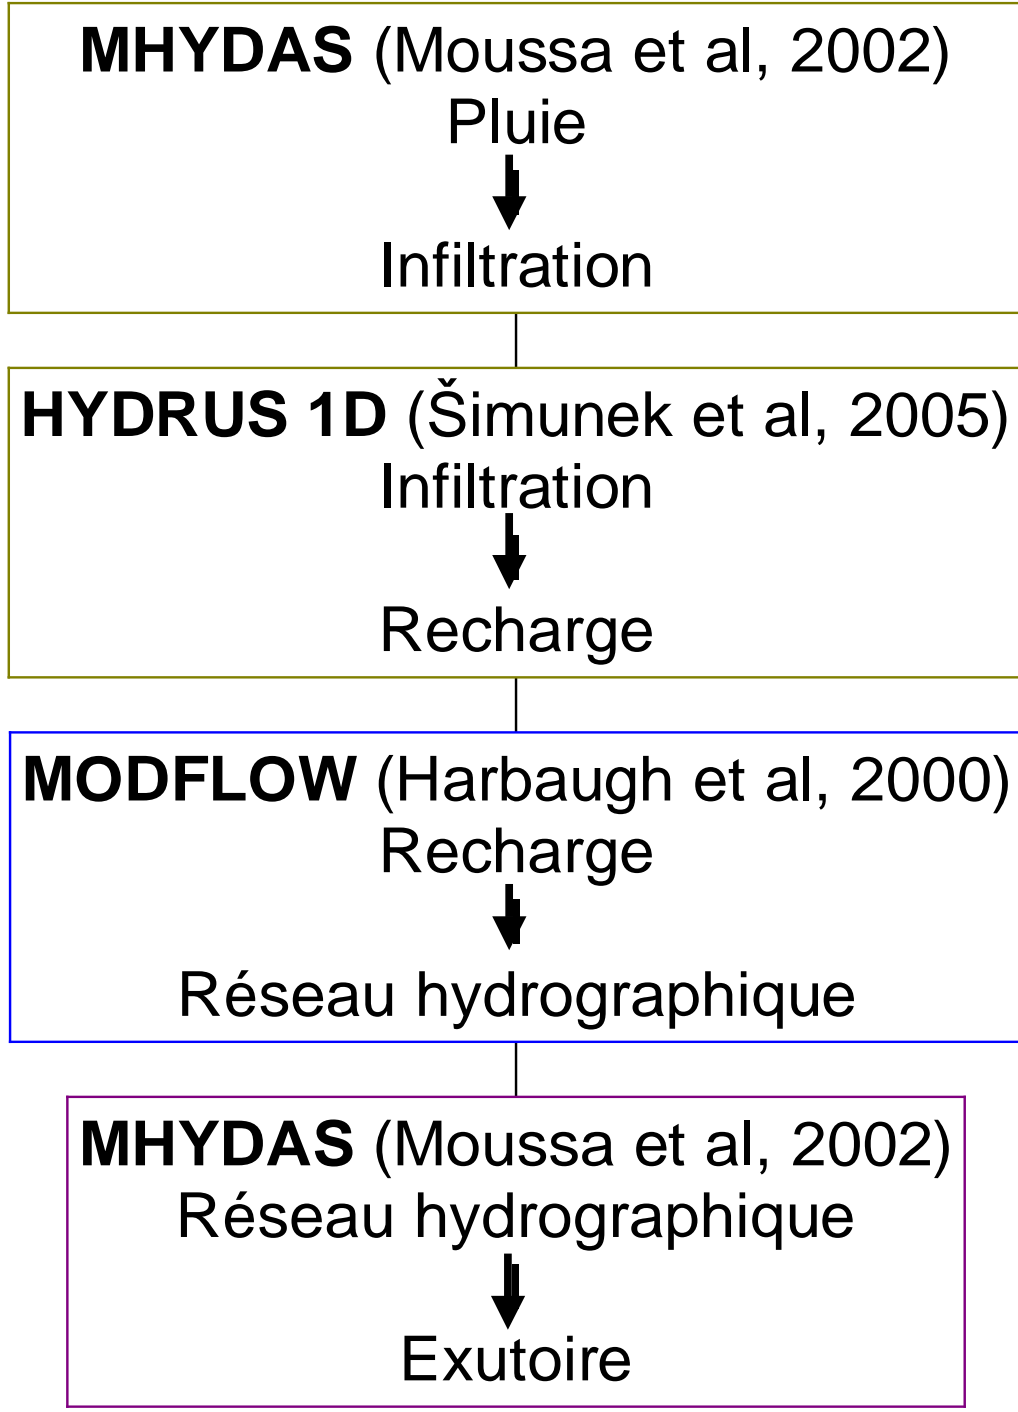 MHYDAS (Moussa et al, 2002)
Pluie
Infiltration
HYDRUS 1D (Šimunek et al, 2005)
Infiltration
Recharge
MODFLOW (Harbaugh et al, 2000)
Recharge
Réseau hydrographique
MHYDAS (Moussa et al, 2002)
Réseau hydrographique
Exutoire